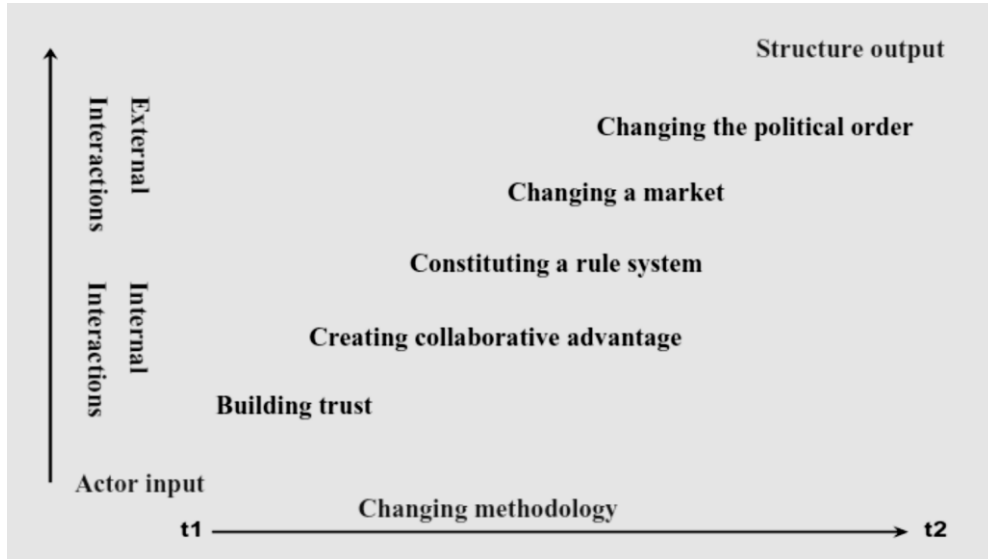 Structure output
External
Interactions
Changing the political order
Changing a market
Constituting a rule system
Internal
Interactions
Creating collaborative advantage
Building trust
Actor input
Changing methodology
t1
t2